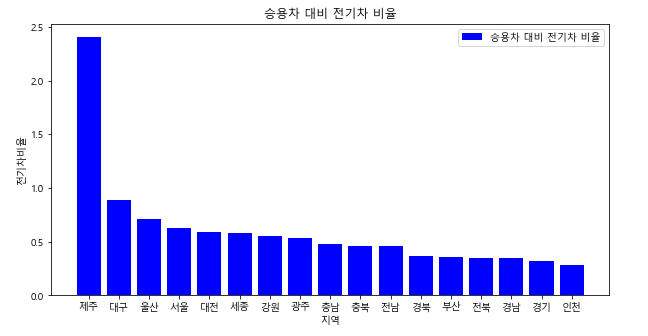 승용차 대비 전기차 비율
승용차 대비 전기차 비율
전기차비율
2.5
2.0
1.5
1.0
0.5
0.0
제주 대구 울산 서울 대전 세종 강원 광주 충남 충북 전남 경북 부산 전북 경남 경기 인천
지역